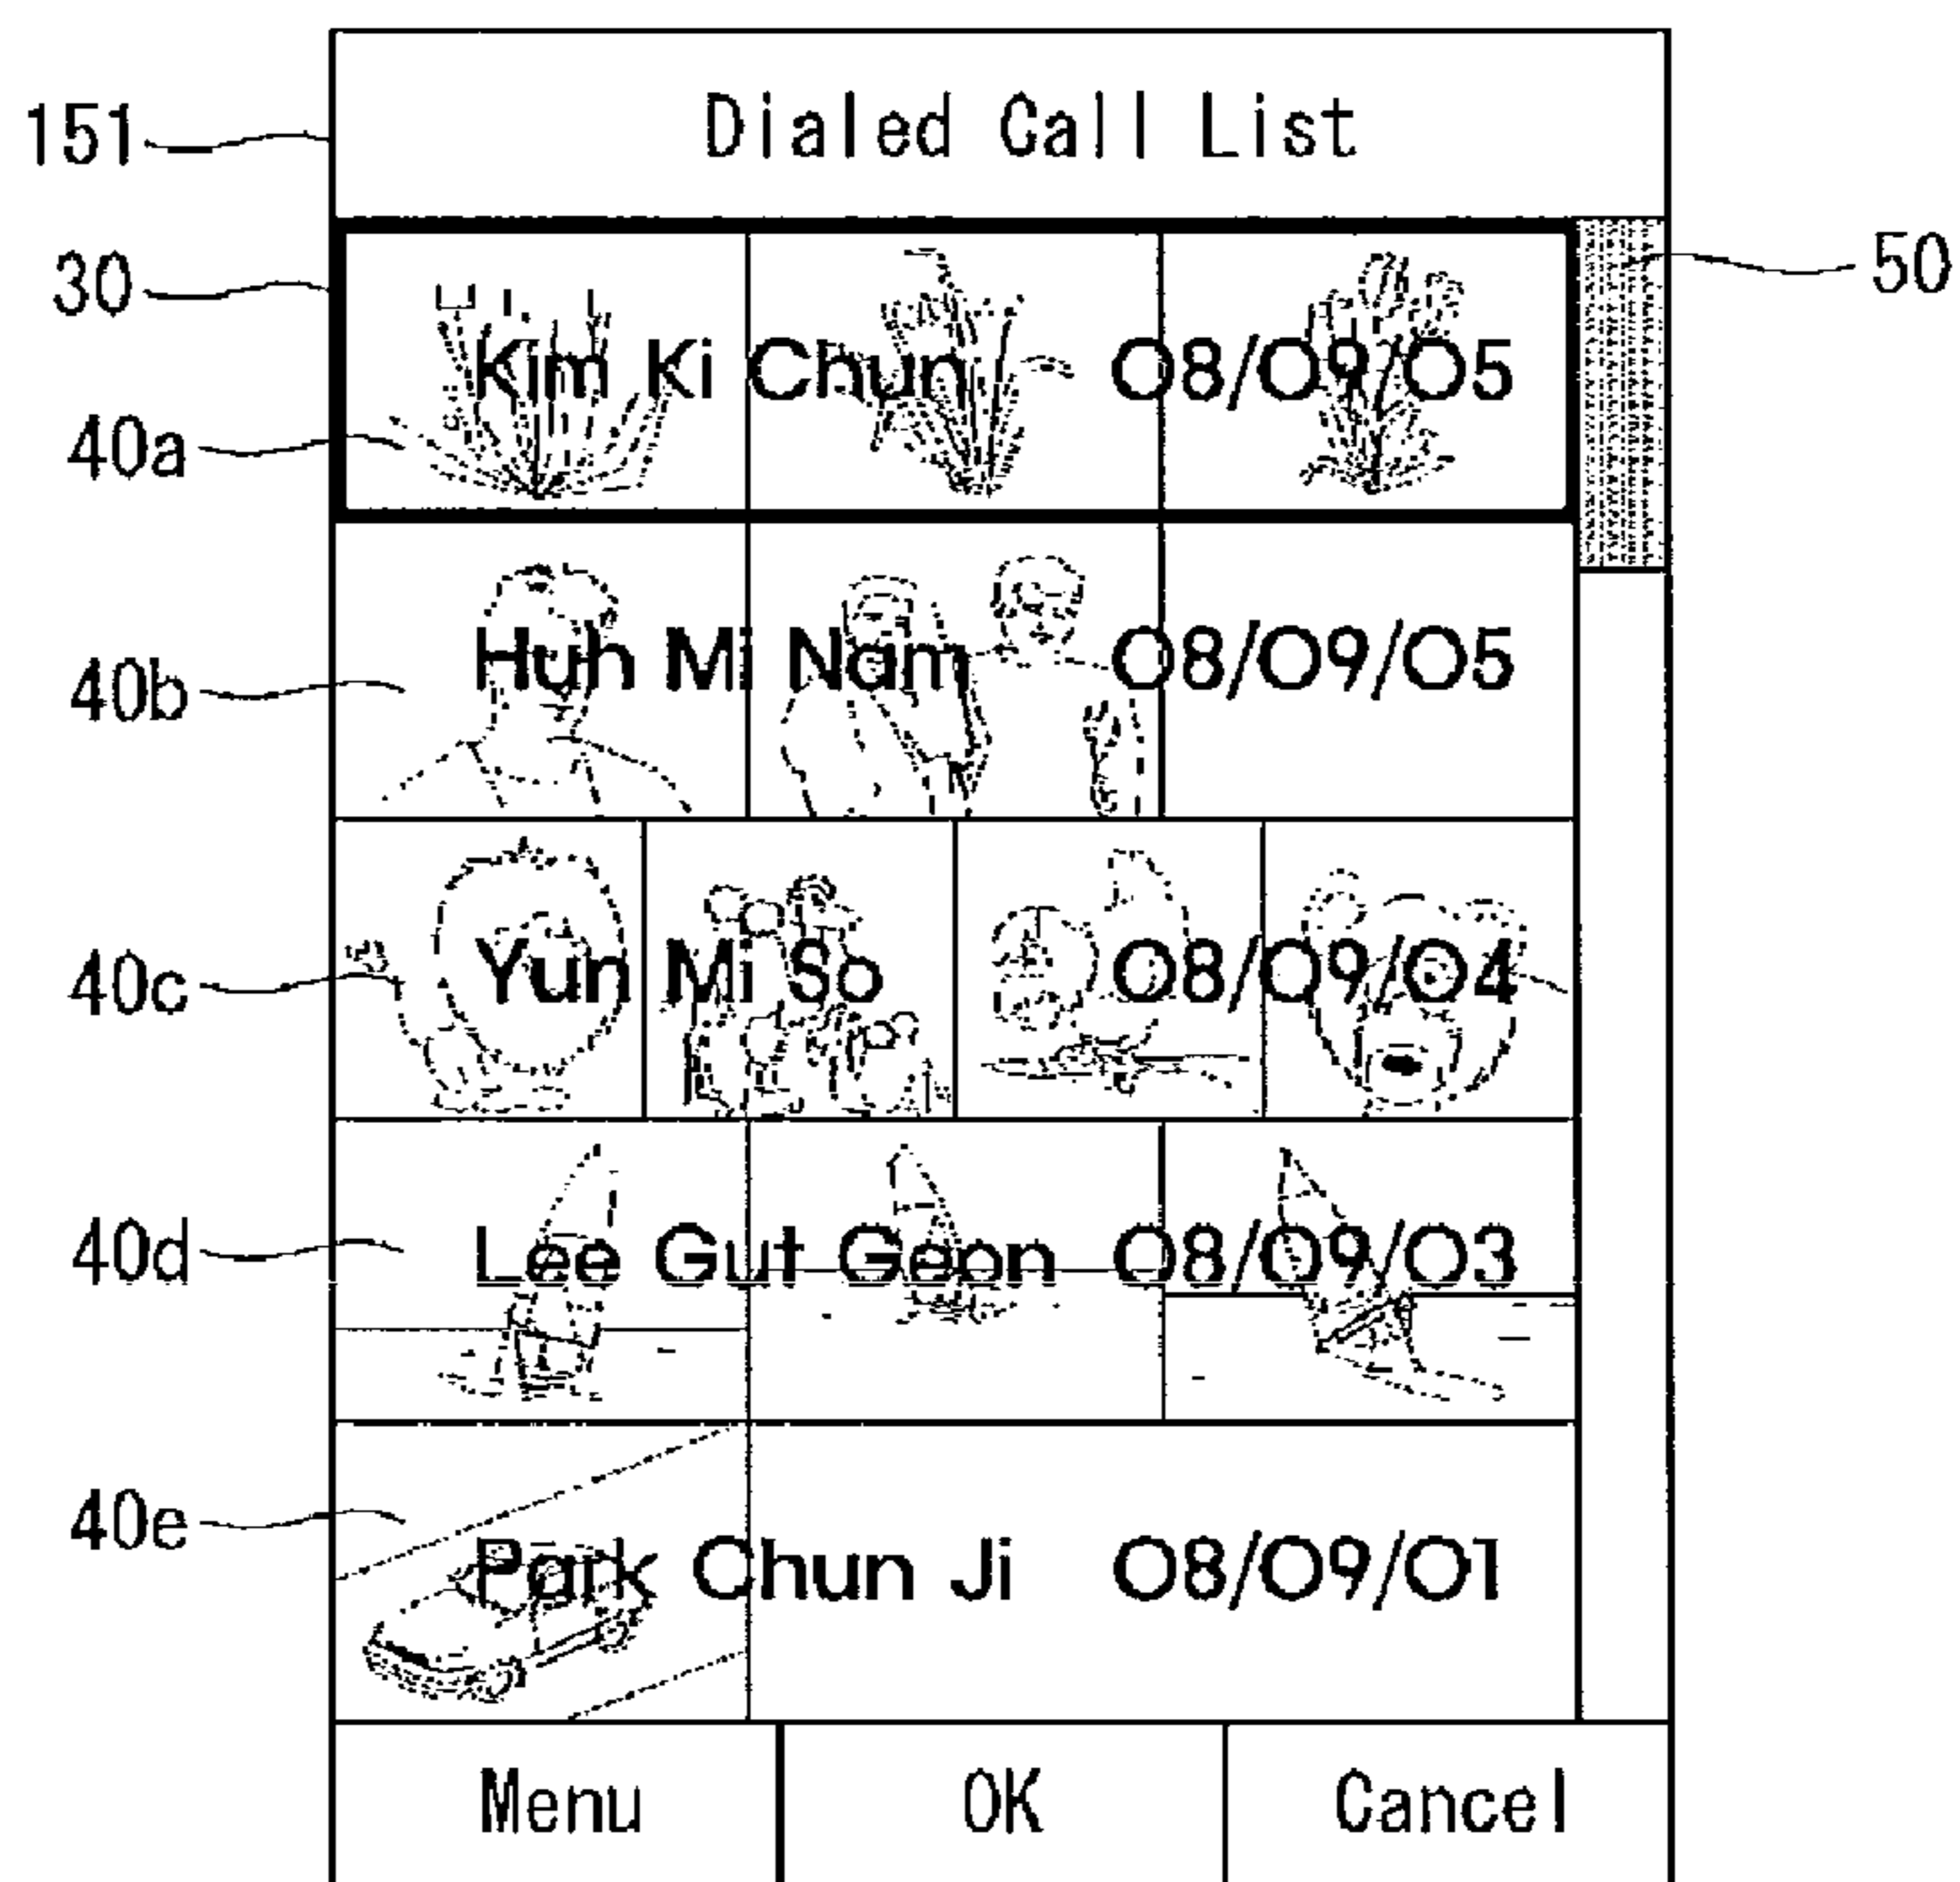 151
Dialed Call List
30
50
Kim Ki Chun 08/09/05
40a
Huh Mi Nam 08/09/05
40b
Yun Mi So 08/09/04
40c
Lee Gut Geon 08/09/03
40d
40e
Park Chun Ji 08/09/01
Menu OK Cancel